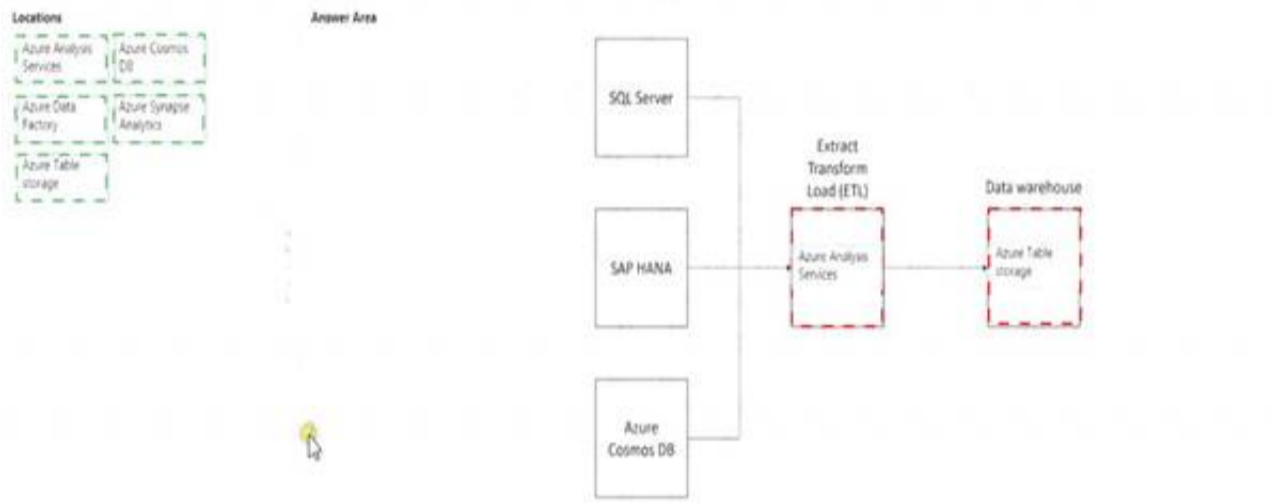 Locations
Answer Area
Azure Analysis
Services
Azure Cosmos
DB
Azure Data
Factory
Azure Synapse
Analytics
Azure Table
storage
SQL Server
SAP HANA
Azure
Cosmos DB
Extract
Transform
Load (ETL)
Azure Analysis
Services
Data warehouse
Azure Table
storage